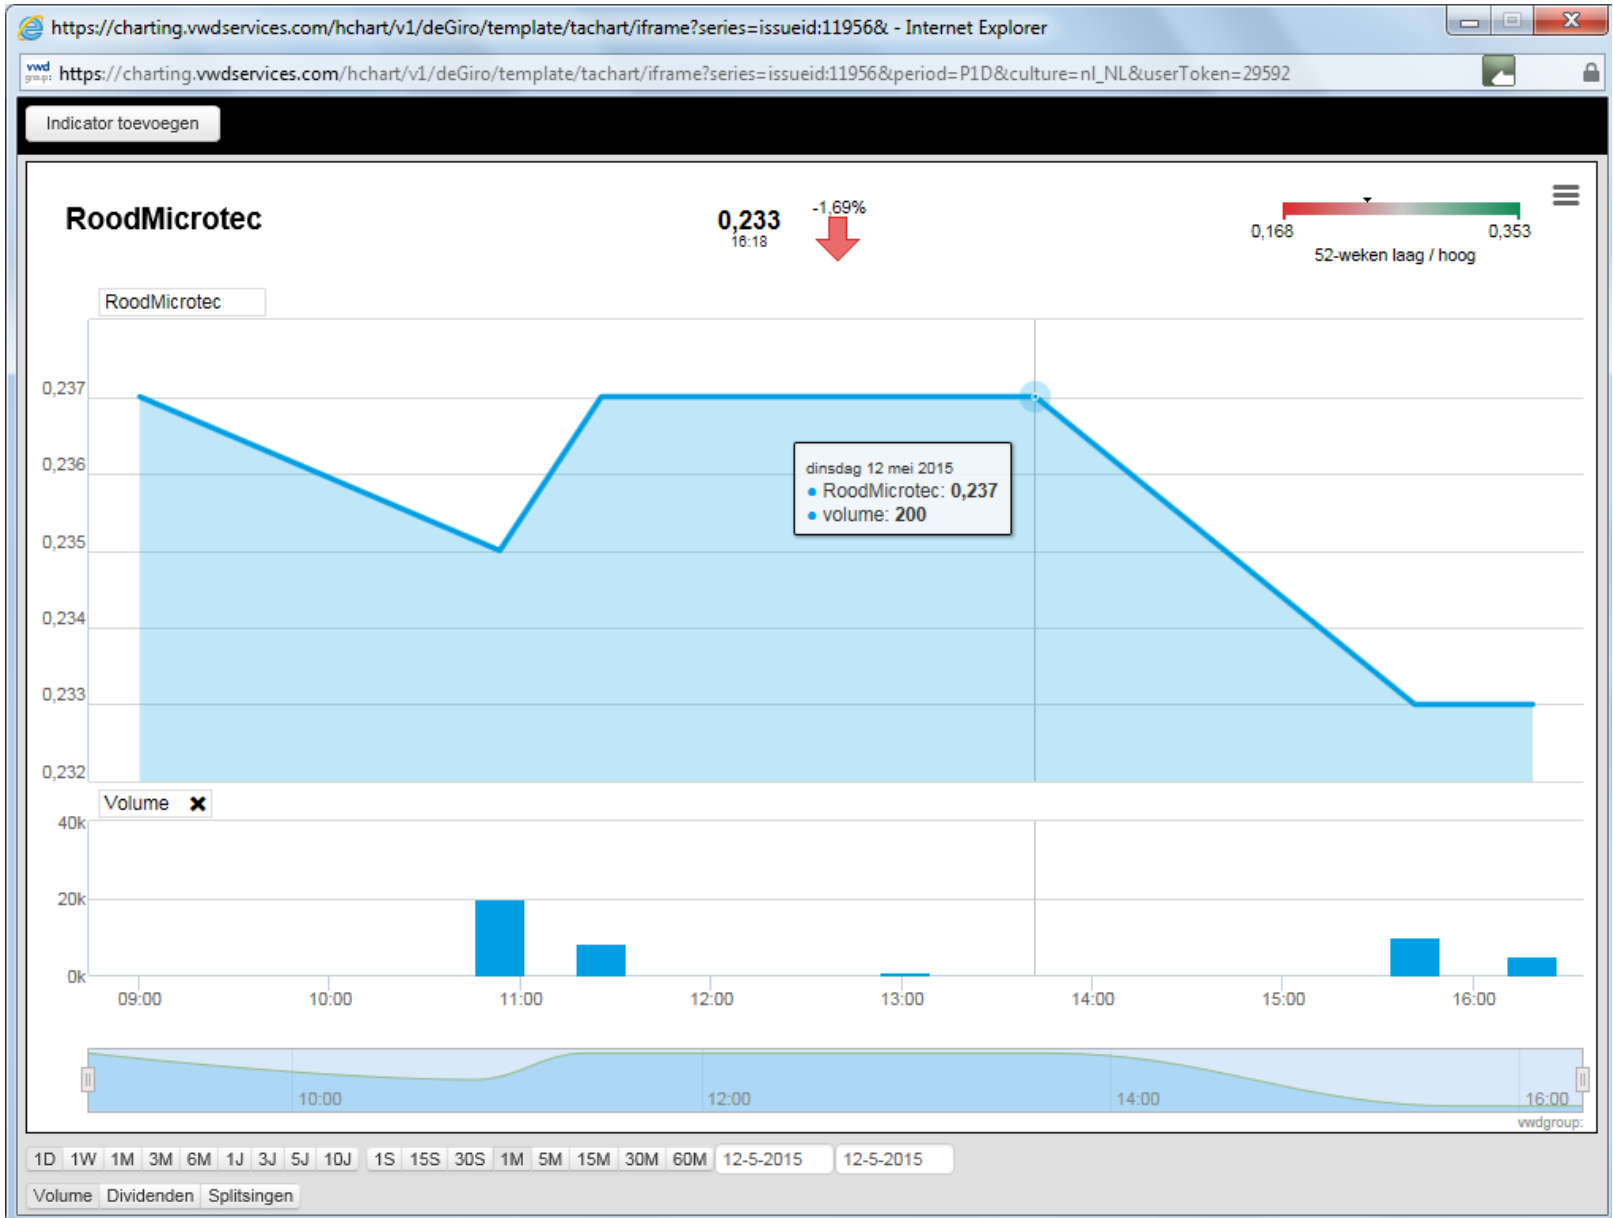 https://charting.vwdservices.com/hchart/v1/deGiro/template/tachart/iframe?series=issueid:11956& - Internet Explorer
vwd group: https://charting.vwdservices.com/hchart/v1/deGiro/template/tachart/iframe?series=issueid:11956&period=P1D&culture=nl_NL&userToken=29592
Indicator toevoegen
RoodMicrotec
0,233
16:18
-1,69%
0,168 0,353
52-weken laag / hoog
RoodMicrotec
0,237
0,236
0,235
0,234
0,233
0,232
dinsdag 12 mei 2015
RoodMicrotec: 0,237
volume: 200
Volume
40k
20k
0k
09:00 10:00 11:00 12:00 13:00 14:00 15:00 16:00
10:00 12:00 14:00 16:00
vwdgroup:
1D 1W 1M 3M 6M 1J 3J 5J 10J 1S 15S 30S 1M 5M 15M 30M 60M 12-5-2015 12-5-2015
Volume Dividenden Splitsingen